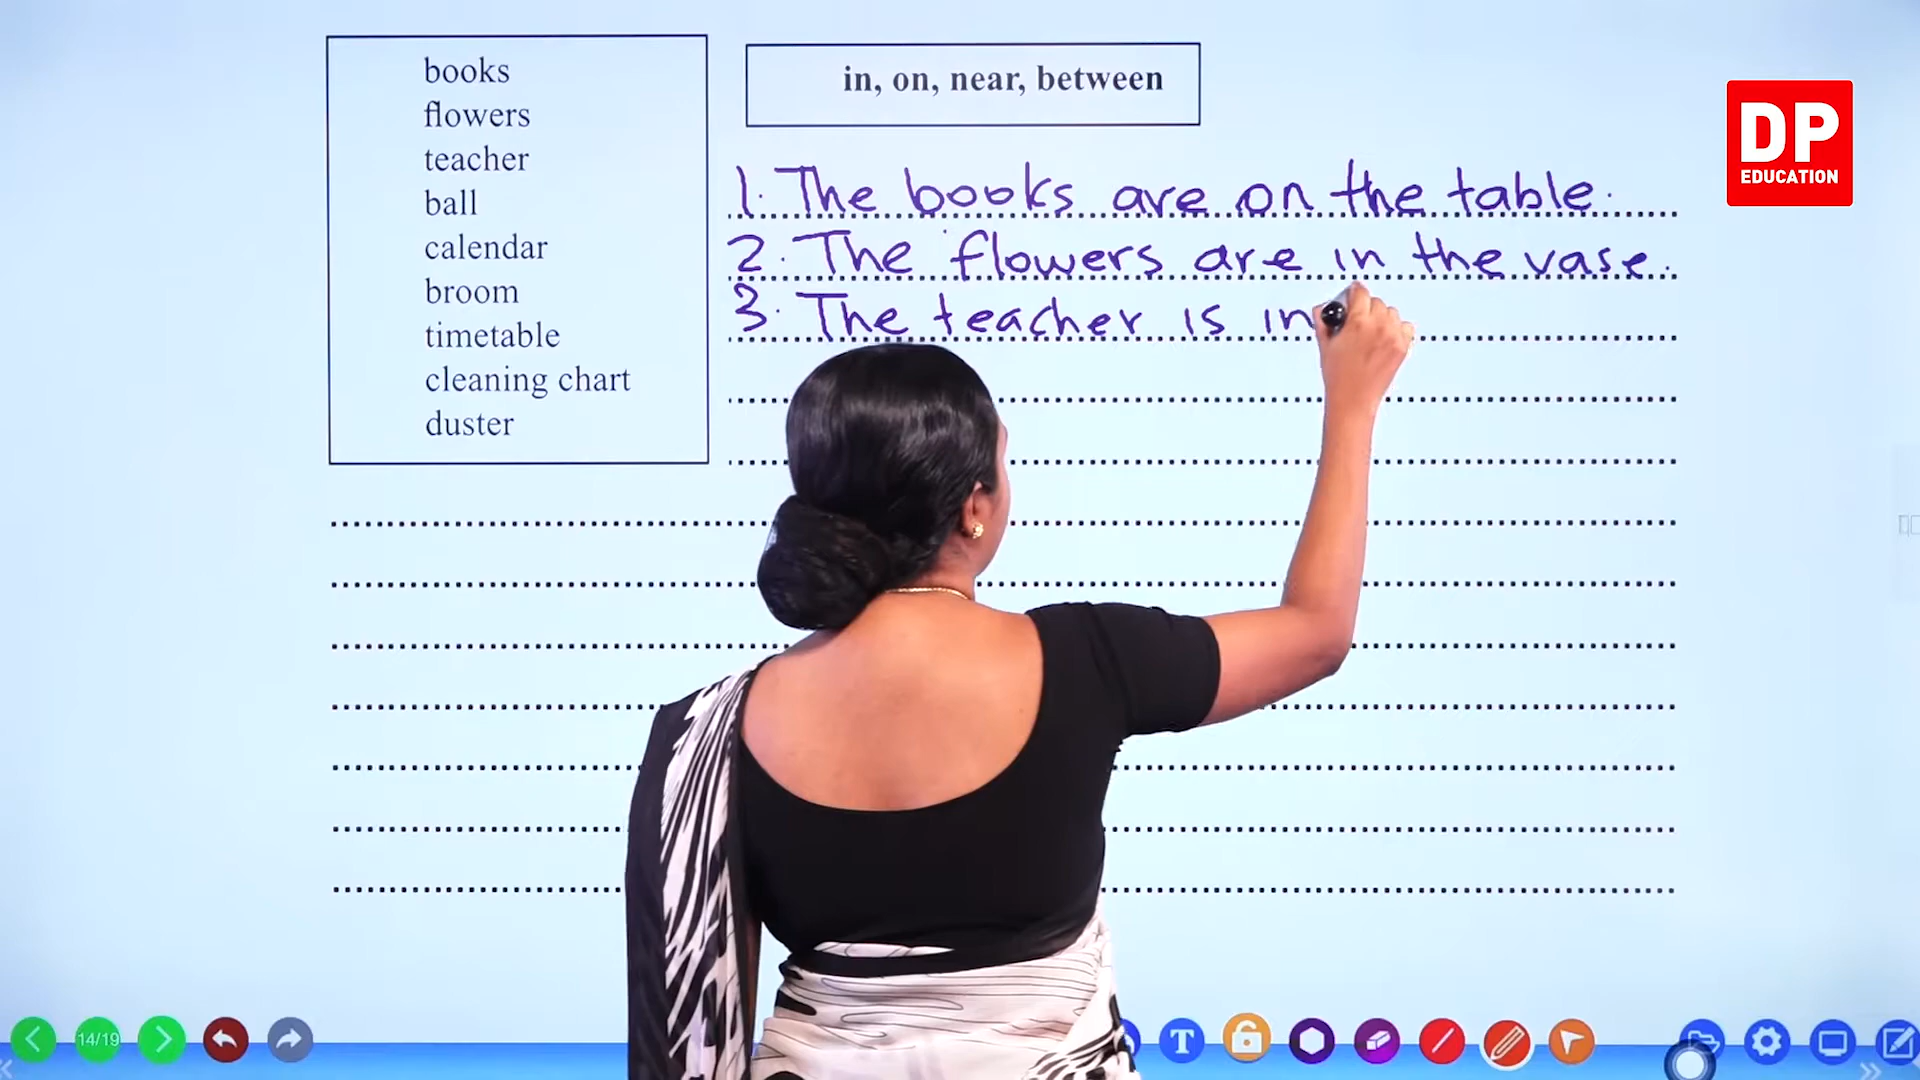 books
flowers
teacher
ball
calendar
broom
timetable
cleaning chart
duster
in, on, near, between
DP
EDUCATION
1. The books are on the table.
2. The flowers are in the vase.
3. The teacher is in
14/19
T